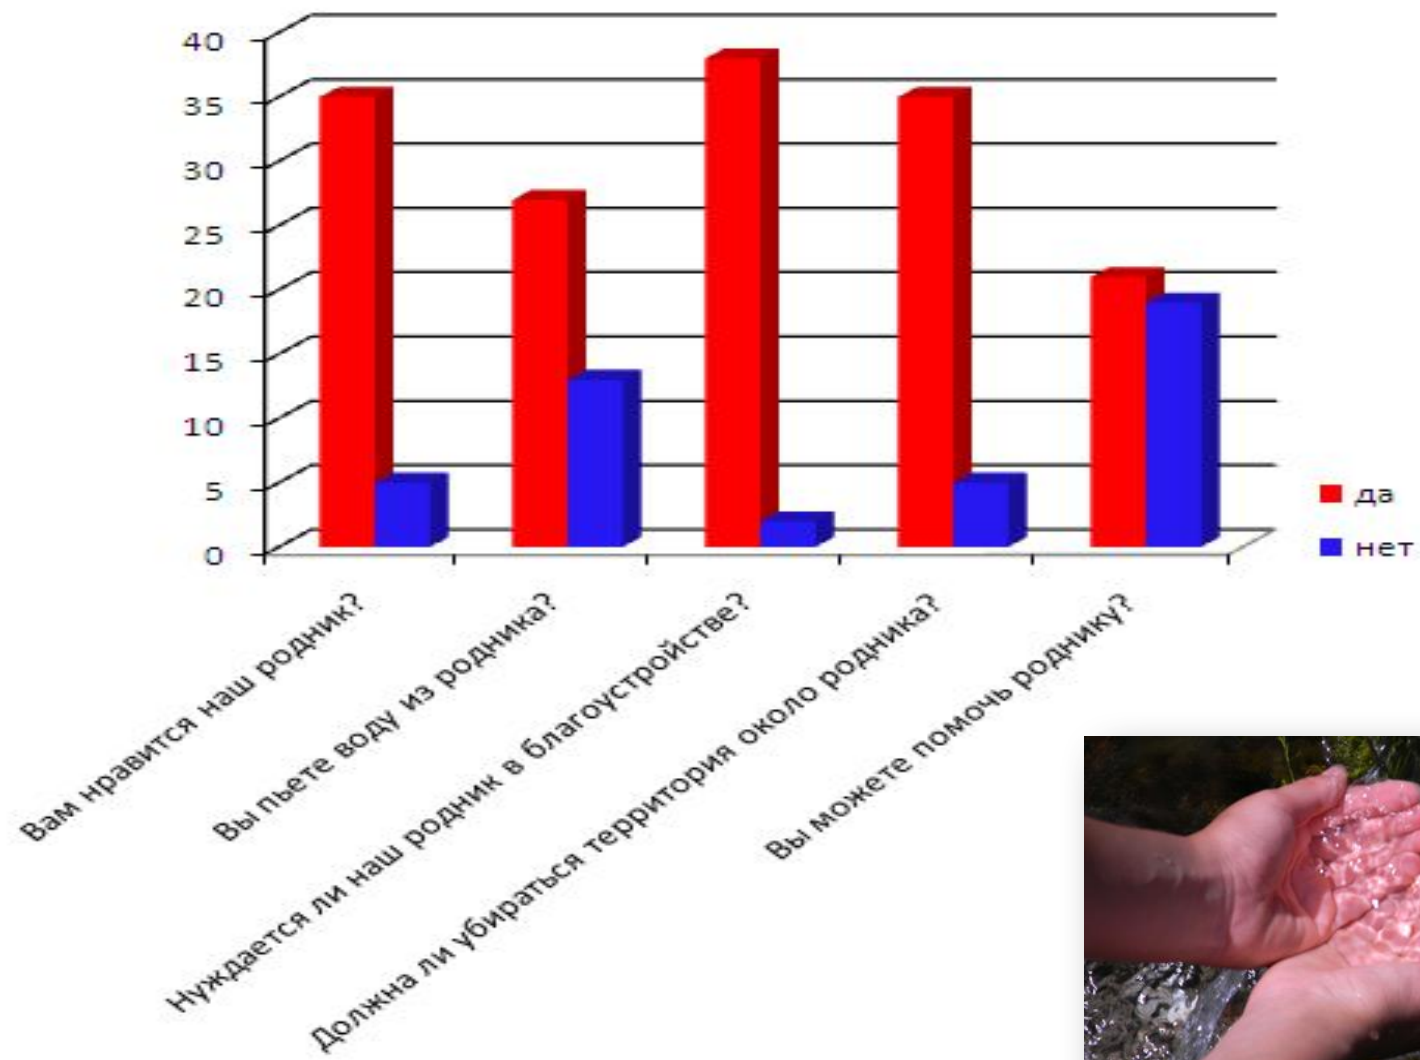 40
35
30
25
20
15
10
5
0
да
нет
Вам нравится наш родник?
Вы пьете воду из родника?
Нуждается ли наш родник в благоустройстве?
Должна ли убираться территория около родника?
Вы можете помочь роднику?